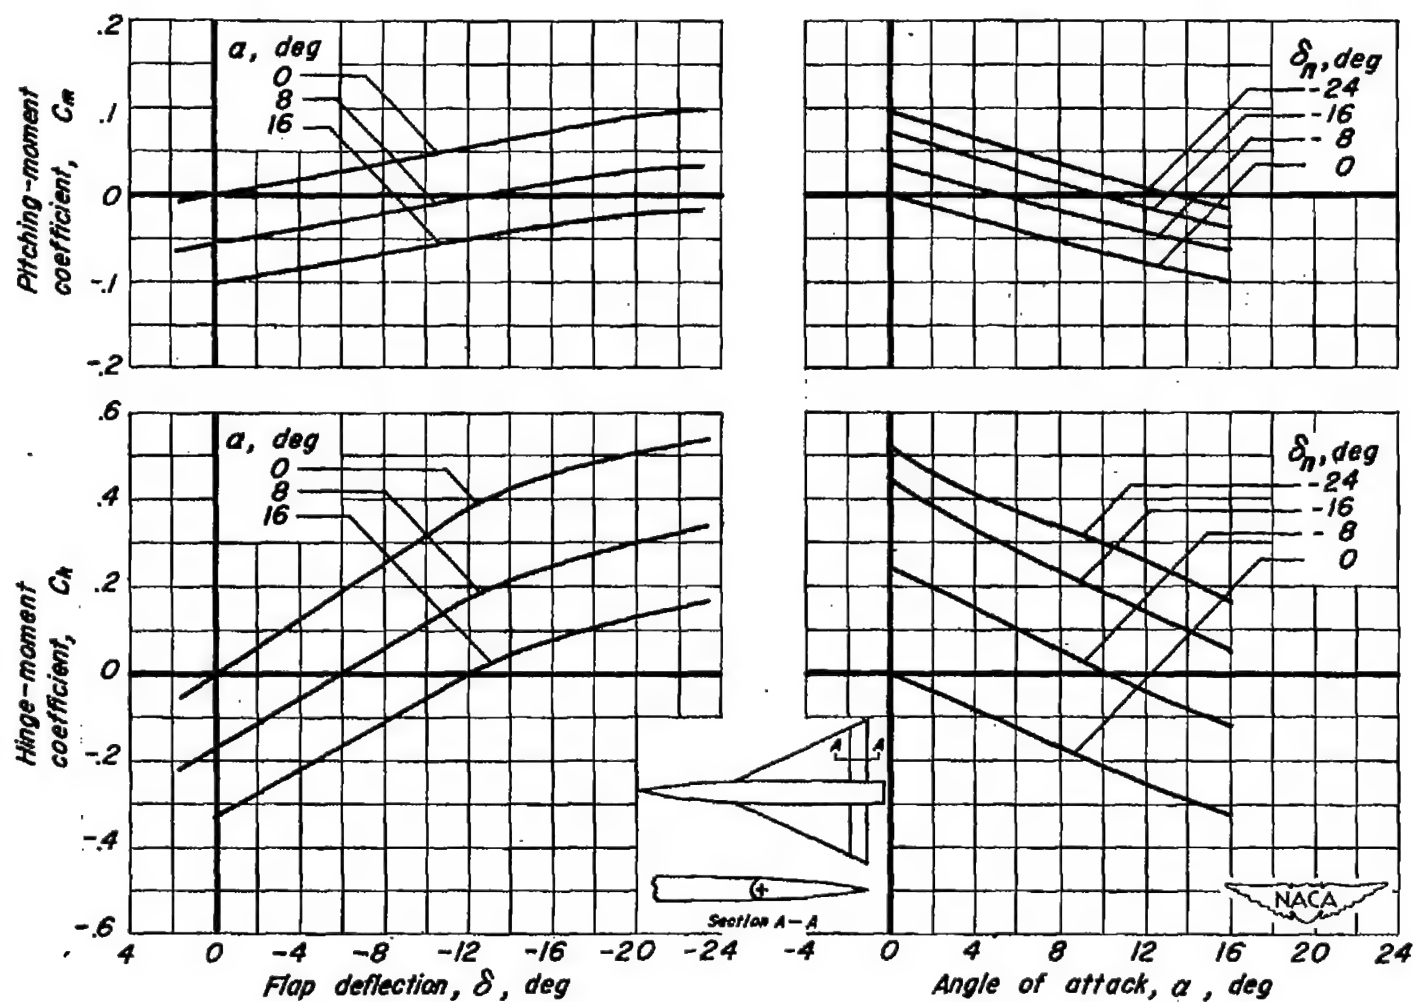 .2
.1
0
-.1
-.2
Pitching-moment
coefficient, Cm
α, deg
0
8
16
δn, deg
-24
-16
-8
0
.6
.4
.2
0
-.2
-.4
-.6
Hinge-moment
coefficient, Ch
α, deg
0
8
16
δn, deg
-24
-16
-8
0
A A
Section A-A
NACA
4 0 -4 -8 -12 -16 -20 -24
Flap deflection, δ, deg
-4 0 4 8 12 16 20 24
Angle of attack, α, deg